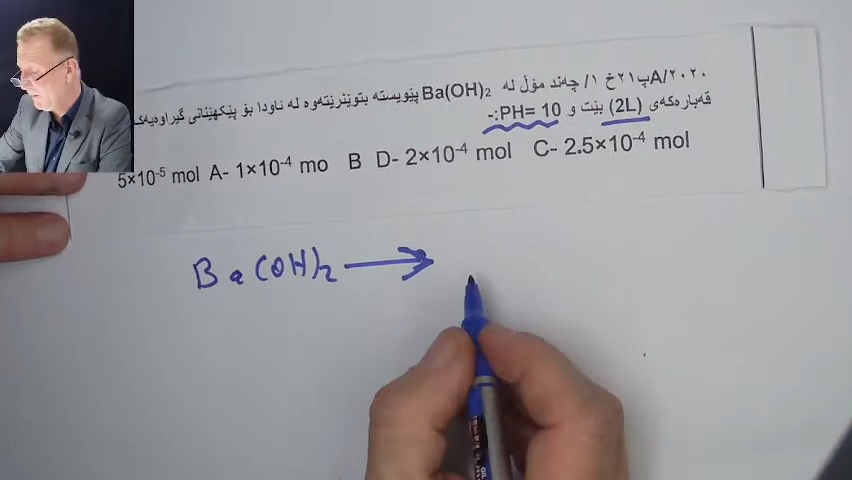 ٢٠٢٠/Aپ٢١خ ١/ چەند مۆڵ لە Ba(OH)₂ پێویستە بتوێنرێتەوە لە ئاودا بۆ پێکهێنانی گیراوەیەک
قەبارەکەی (2L) بێت و PH= 10:-
5×10⁻⁵ mol A- 1×10⁻⁴ mo B D- 2×10⁻⁴ mol C- 2.5×10⁻⁴ mol
Ba(OH)₂ →